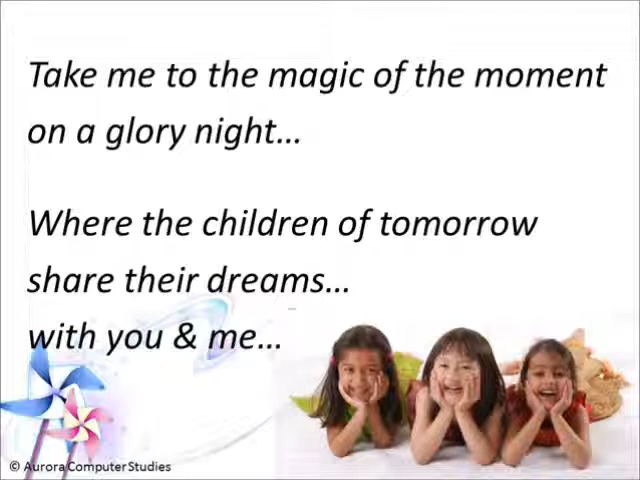 Take me to the magic of the moment
on a glory night...
Where the children of tomorrow
share their dreams...
with you & me...
© Aurora Computer Studies